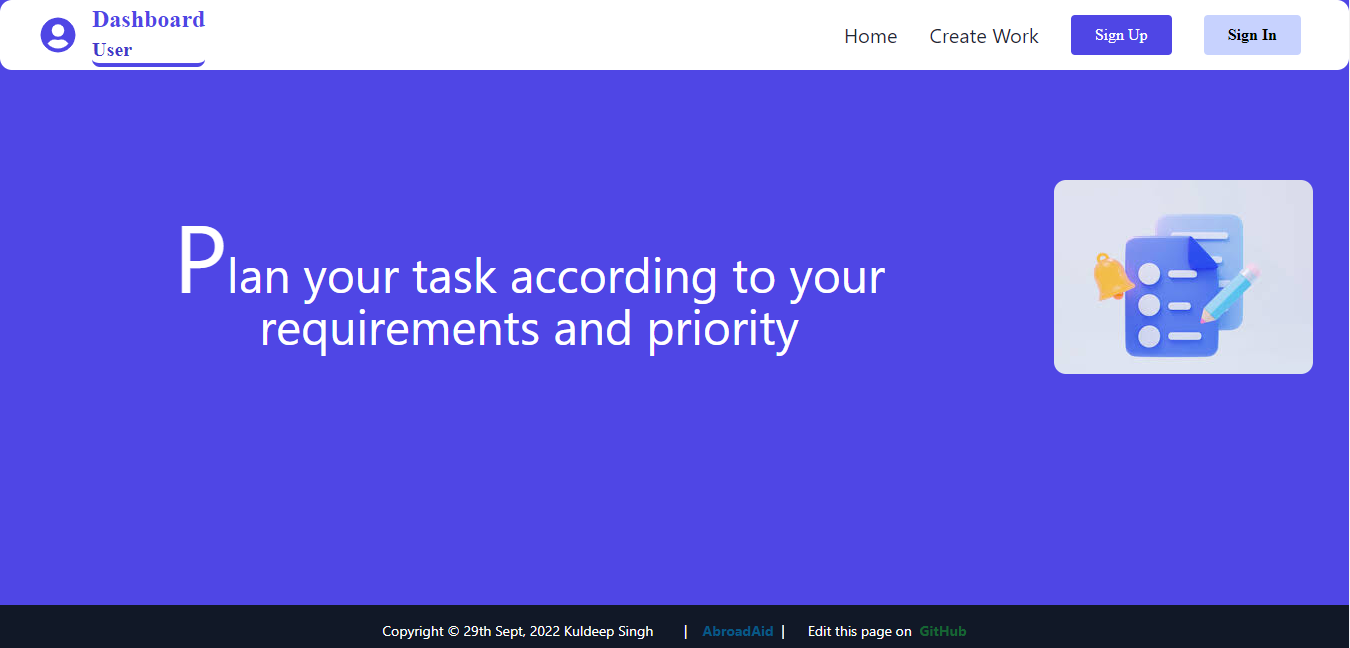 Dashboard
User
Home Create Work Sign Up Sign In
Plan your task according to your
requirements and priority
Copyright © 29th Sept, 2022 Kuldeep Singh | AbroadAid | Edit this page on GitHub